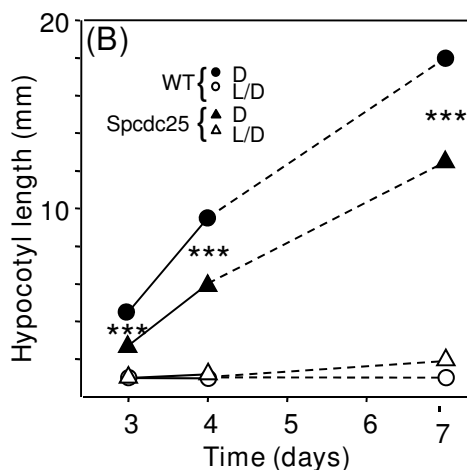 20
(B)
WT { D
L/D
Spcdc25 { D
L/D
***
10
***
***
Hypocotyl length (mm)
3 4 5 6 7
Time (days)